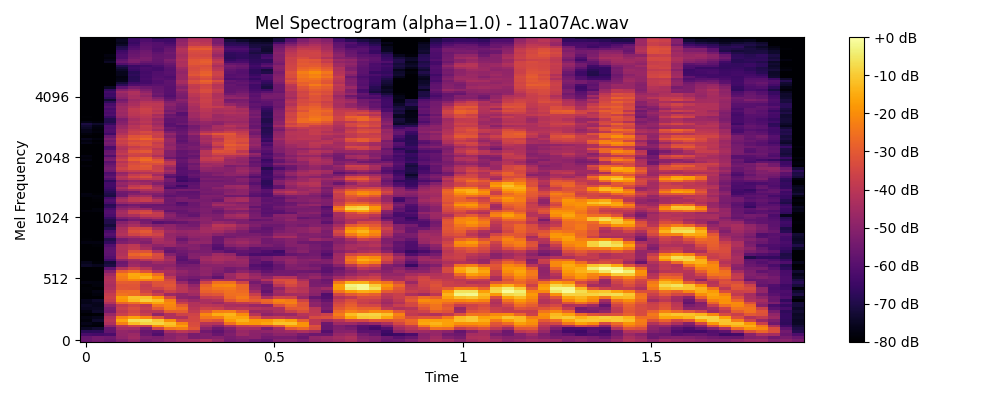 Mel Spectrogram (alpha=1.0) - 11a07Ac.wav
Mel Frequency
4096
2048
1024
512
0
0
0.5
1
1.5
Time
+0 dB
-10 dB
-20 dB
-30 dB
-40 dB
-50 dB
-60 dB
-70 dB
-80 dB